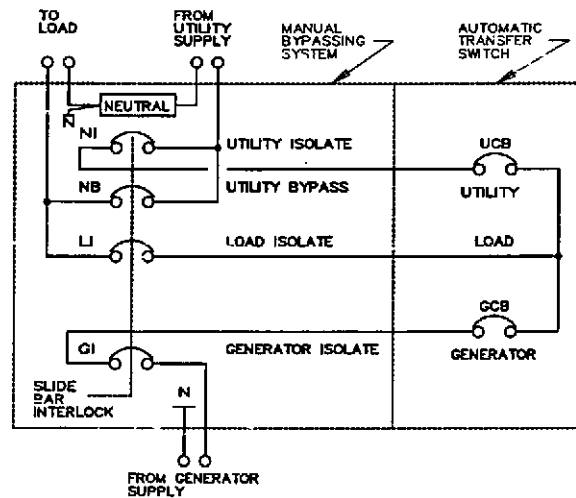 TO
LOAD
FROM
UTILITY
SUPPLY
MANUAL
BYPASSING
SYSTEM
AUTOMATIC
TRANSFER
SWITCH
NEUTRAL
N
NI
UTILITY ISOLATE
UCB
NB
UTILITY BYPASS
UTILITY
LI
LOAD ISOLATE
LOAD
GCB
GI
GENERATOR ISOLATE
GENERATOR
SLIDE
BAR
INTERLOCK
N
FROM GENERATOR
SUPPLY